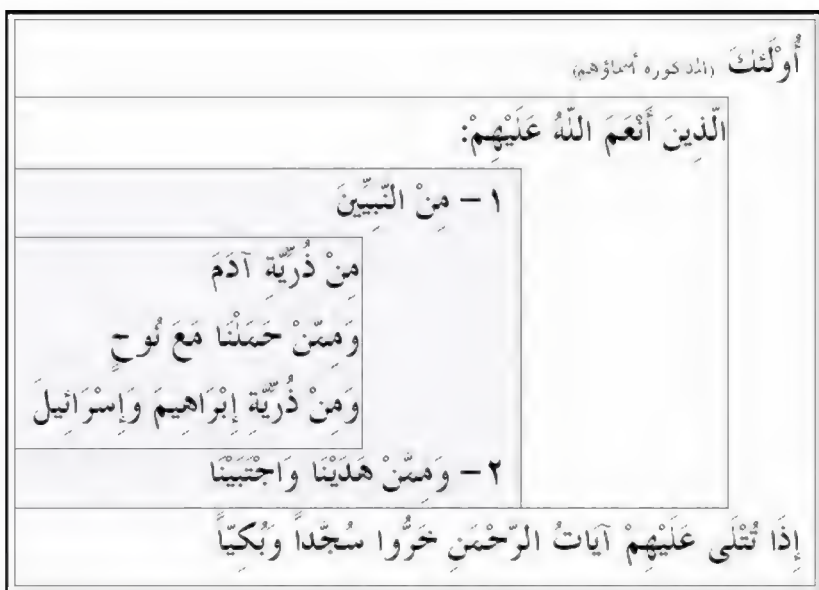 أُوْلَئِكَ (المذكوره أسماؤهم)
الَّذِينَ أَنْعَمَ اللَّهُ عَلَيْهِمْ:
١ – مِنْ النَّبِيِّينَ
مِنْ ذُرِّيَّةِ آدَمَ
وَمِمَّنْ حَمَلْنَا مَعَ نُوحٍ
وَمِنْ ذُرِّيَّةِ إِبْرَاهِيمَ وَإِسْرَائِيلَ
٢ – وَمِمَّنْ هَدَيْنَا وَاجْتَبَيْنَا
إِذَا تُتْلَى عَلَيْهِمْ آيَاتُ الرَّحْمَنِ خَرُّوا سُجَّداً وَبُكِيّاً